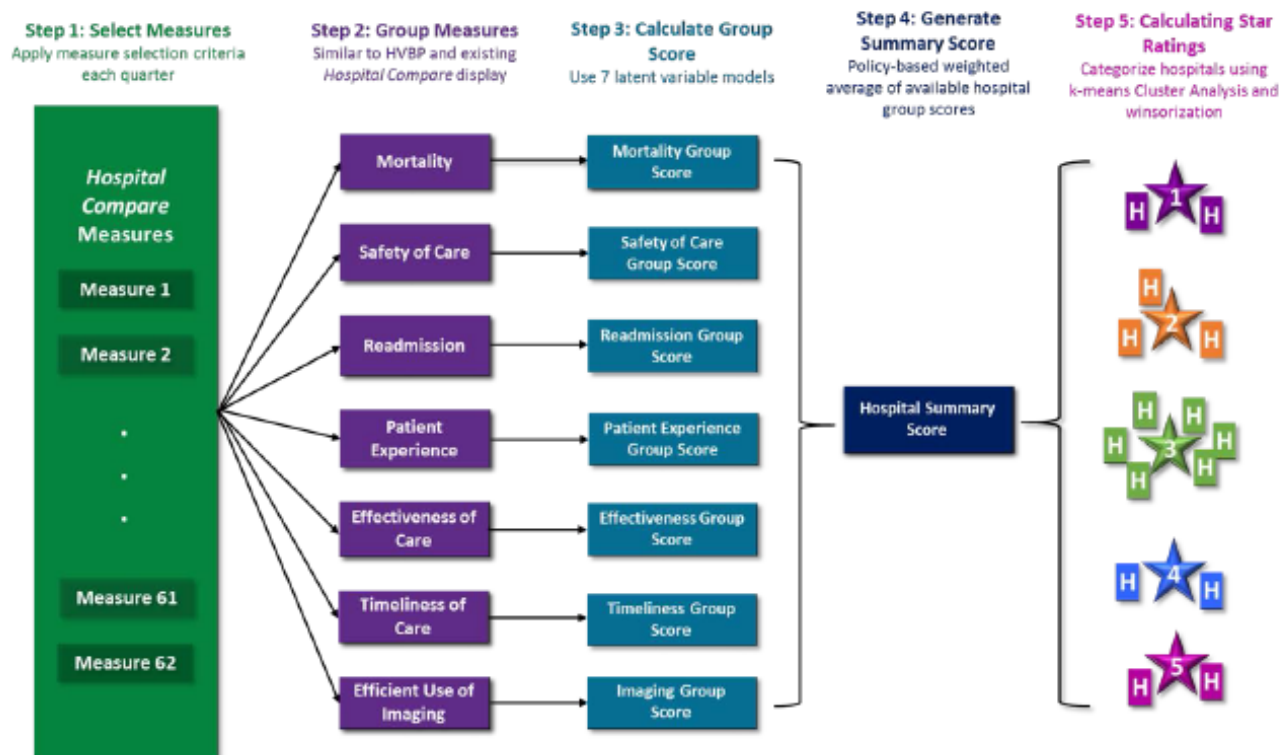 Step 1: Select Measures
Apply measure selection criteria
each quarter
Step 2: Group Measures
Similar to HVBP and existing
Hospital Compare display
Step 3: Calculate Group
Score
Use 7 latent variable models
Step 4: Generate
Summary Score
Policy-based weighted
average of available hospital
group scores
Step 5: Calculating Star
Ratings
Categorize hospitals using
k-means Cluster Analysis and
winsorization
Hospital
Compare
Measures
Measure 1
Measure 2
.
.
.
Measure 61
Measure 62
Mortality
Safety of Care
Readmission
Patient
Experience
Effectiveness of
Care
Timeliness of
Care
Efficient Use of
Imaging
Mortality Group
Score
Safety of Care
Group Score
Readmission Group
Score
Patient Experience
Group Score
Effectiveness Group
Score
Timeliness Group
Score
Imaging Group
Score
Hospital Summary
Score
H 1 H
H
H 2 H
H H
H 3 H
H H
H 4 H
H 5 H